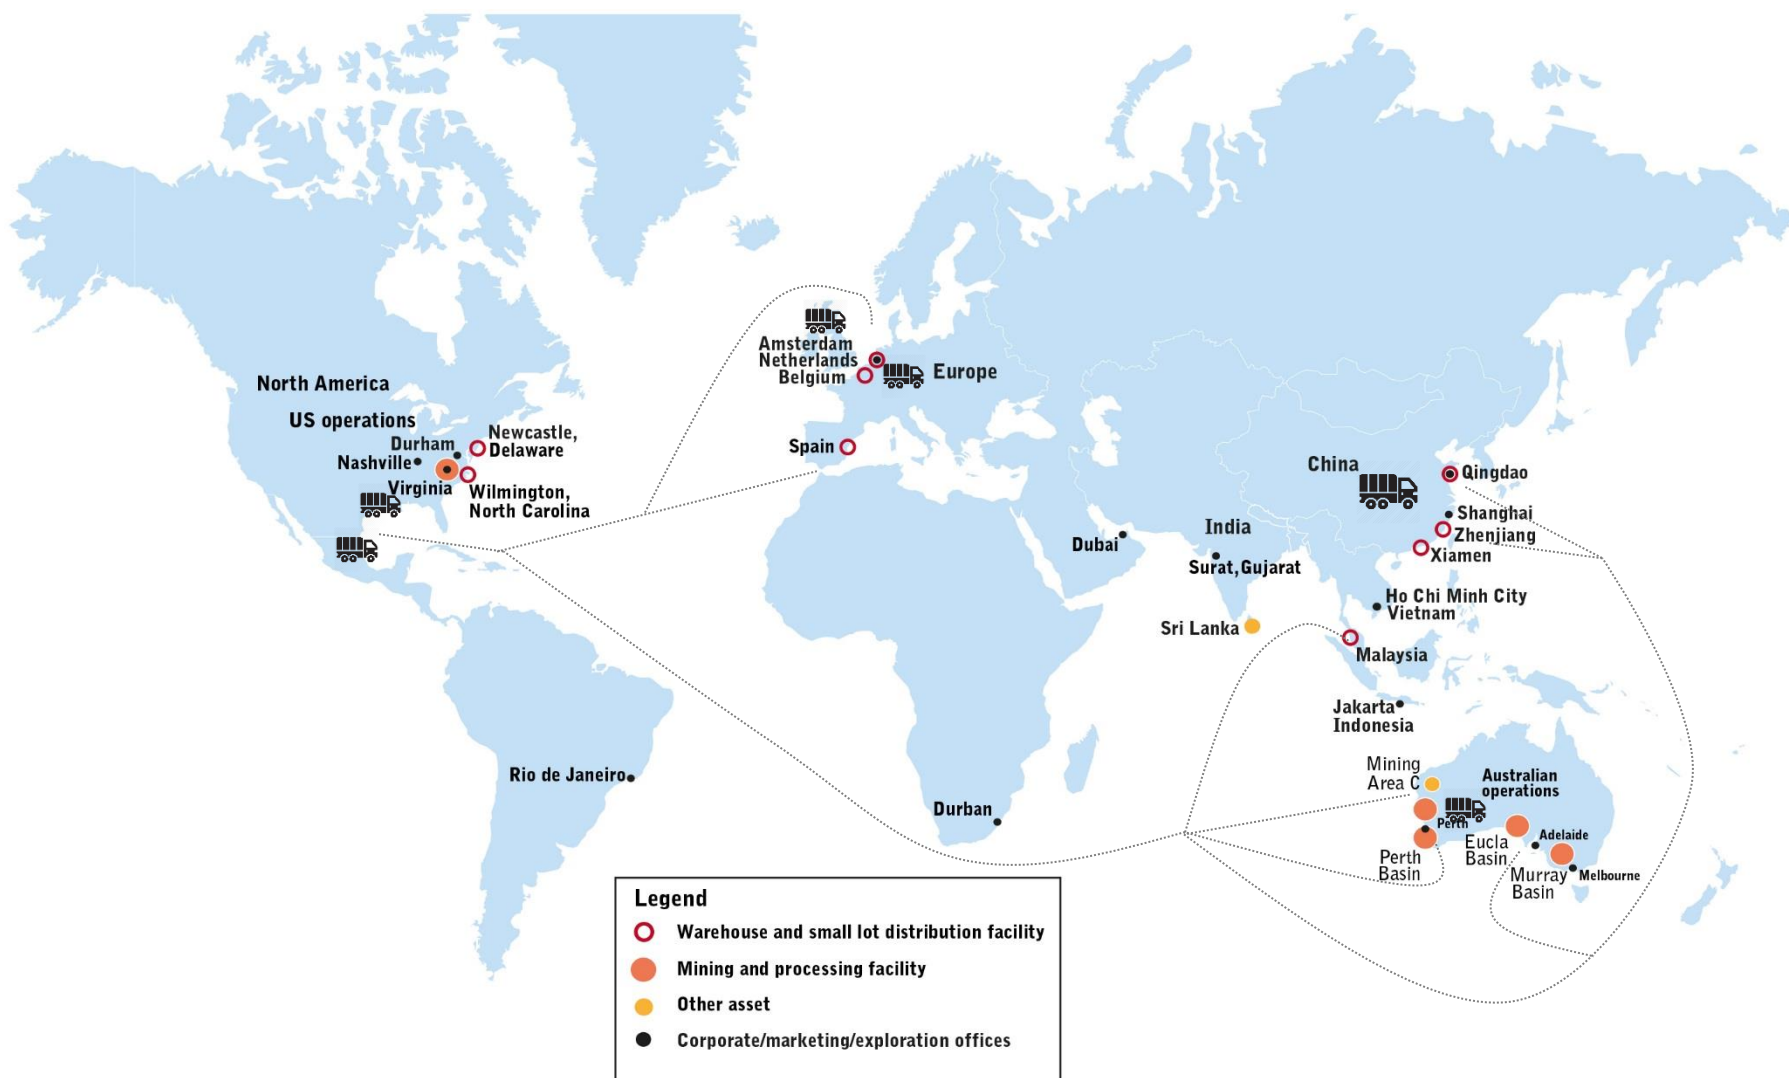 North America
US operations
Durham
Nashville
Virginia
Newcastle,
Delaware
Wilmington,
North Carolina
Rio de Janeiro
Amsterdam
Netherlands
Belgium
Europe
Spain
Durban
Dubai
India
Surat,Gujarat
Sri Lanka
China
Qingdao
Shanghai
Zhenjiang
Xiamen
Ho Chi Minh City
Vietnam
Malaysia
Jakarta
Indonesia
Mining
Area C
Australian
operations
Perth
Perth
Basin
Eucla
Basin
Adelaide
Murray
Basin
Melbourne
Legend
Warehouse and small lot distribution facility
Mining and processing facility
Other asset
Corporate/marketing/exploration offices